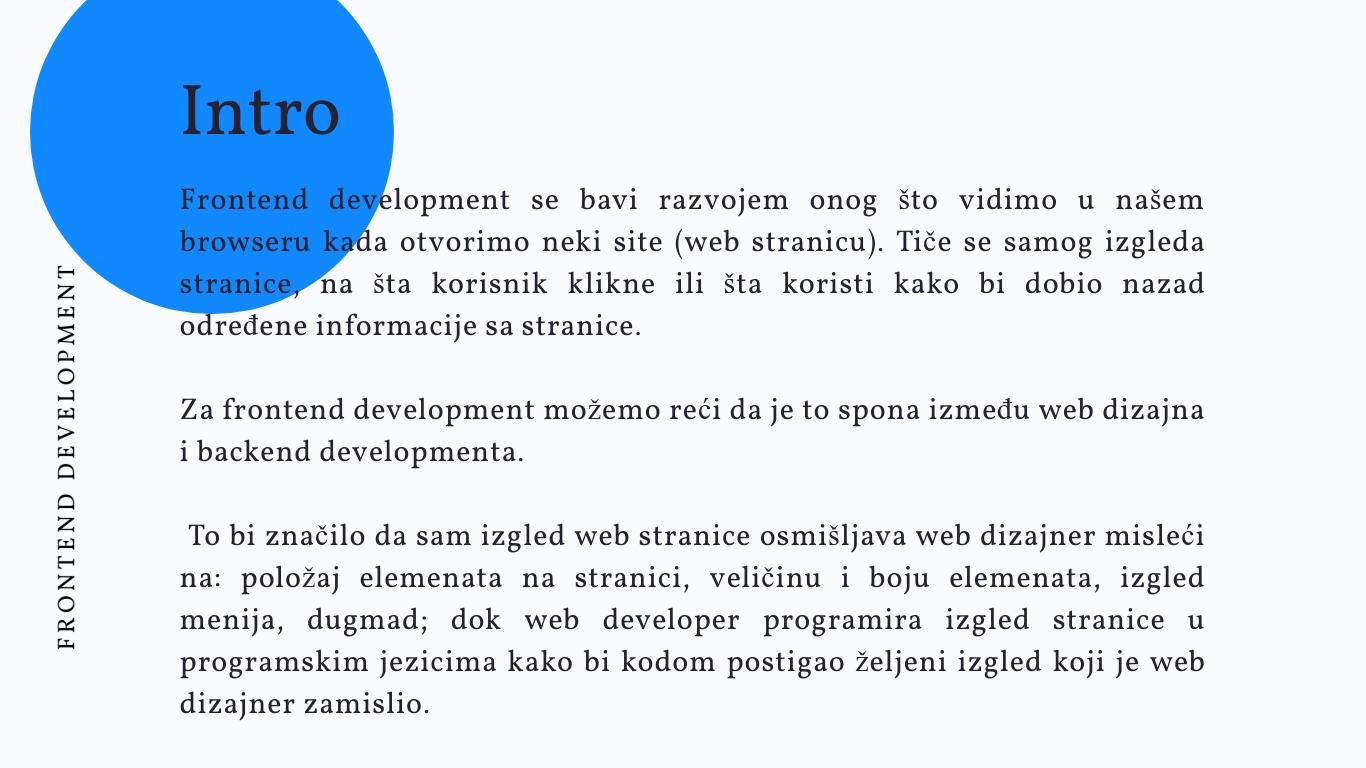 Intro
Frontend development se bavi razvojem onog što vidimo u našem
browseru kada otvorimo neki site (web stranicu). Tiče se samog izgleda
stranice, na šta korisnik klikne ili šta koristi kako bi dobio nazad
određene informacije sa stranice.
Za frontend development možemo reći da je to spona između web dizajna
i backend developmenta.
To bi značilo da sam izgled web stranice osmišljava web dizajner misleći
na: položaj elemenata na stranici, veličinu i boju elemenata, izgled
menija, dugmad; dok web developer programira izgled stranice u
programskim jezicima kako bi kodom postigao željeni izgled koji je web
dizajner zamislio.
FRONTEND DEVELOPMENT